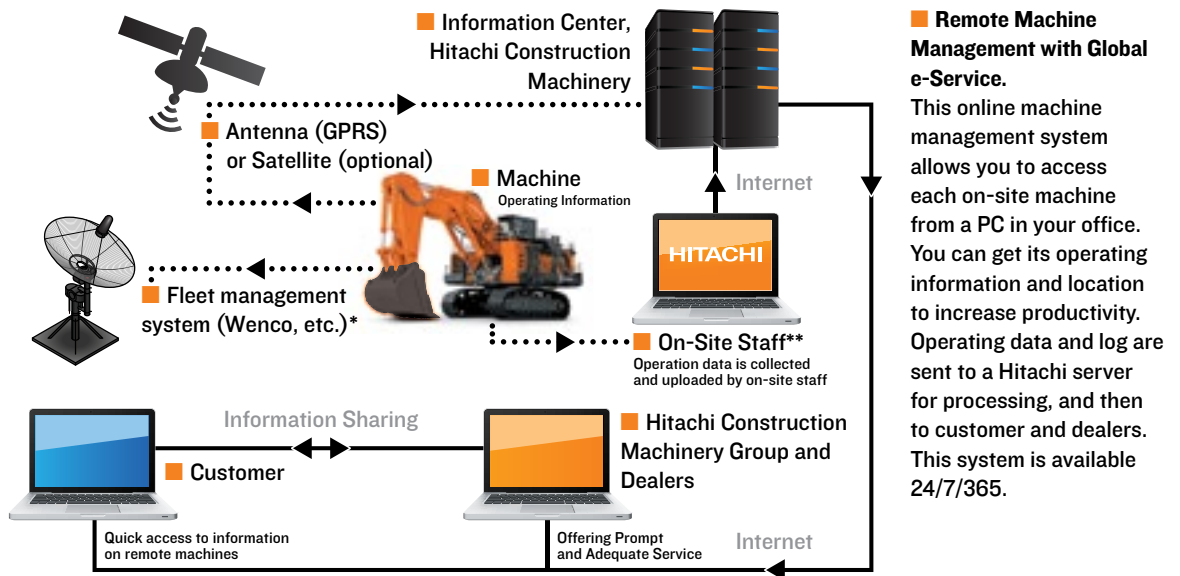 Information Center,
Hitachi Construction
Machinery
Antenna (GPRS)
or Satellite (optional)
Machine
Operating Information
Internet
HITACHI
Fleet management
system (Wenco, etc.)*
On-Site Staff**
Operation data is collected
and uploaded by on-site staff
Information Sharing
Customer
Hitachi Construction
Machinery Group and
Dealers
Quick access to information
on remote machines
Offering Prompt
and Adequate Service
Internet
Remote Machine
Management with Global
e-Service.
This online machine
management system
allows you to access
each on-site machine
from a PC in your office.
You can get its operating
information and location
to increase productivity.
Operating data and log are
sent to a Hitachi server
for processing, and then
to customer and dealers.
This system is available
24/7/365.